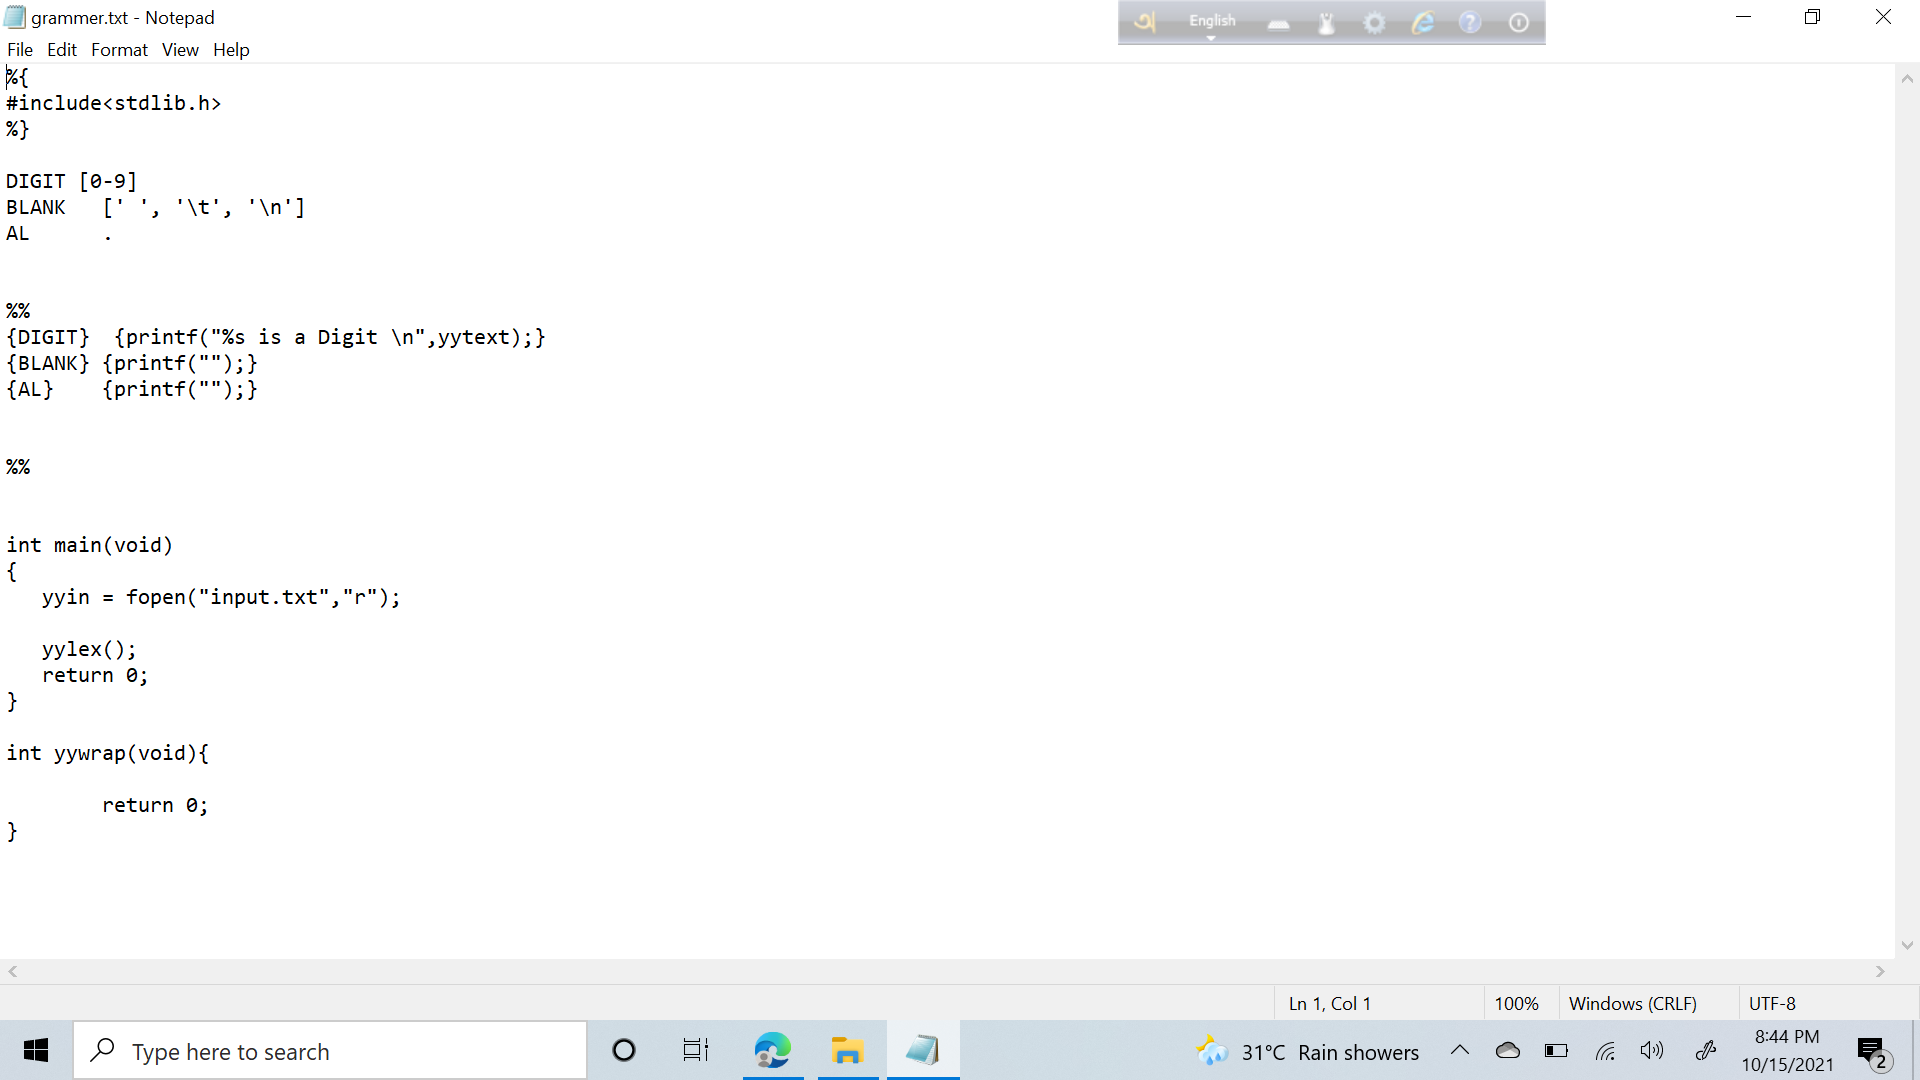 grammer.txt - Notepad
অ English
File Edit Format View Help
%{
#include<stdlib.h>
%}
DIGIT [0-9]
BLANK [' ', '\t', '\n']
AL .
%%
{DIGIT} {printf("%s is a Digit \n",yytext);}
{BLANK} {printf("");}
{AL} {printf("");}
%%
int main(void)
{
yyin = fopen("input.txt","r");
yylex();
return 0;
}
int yywrap(void){
return 0;
}
Ln 1, Col 1 100% Windows (CRLF) UTF-8
Type here to search
31°C Rain showers
8:44 PM
10/15/2021
2